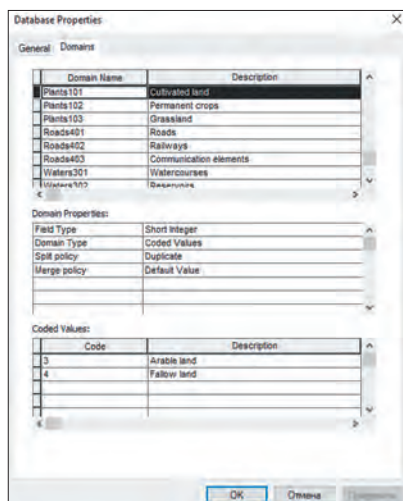 Database Properties
General Domains
Domain Name Description
Plants101 Cultivated land
Plants102 Permanent crops
Plants103 Grassland
Roads401 Roads
Roads402 Railways
Roads403 Communication elements
Waters301 Watercourses
Waters302 Reservoirs
Domain Properties:
Field Type Short Integer
Domain Type Coded Values
Split policy Duplicate
Merge policy Default Value
Coded Values:
Code Description
3 Arable land
4 Fallow land
OK Отмена